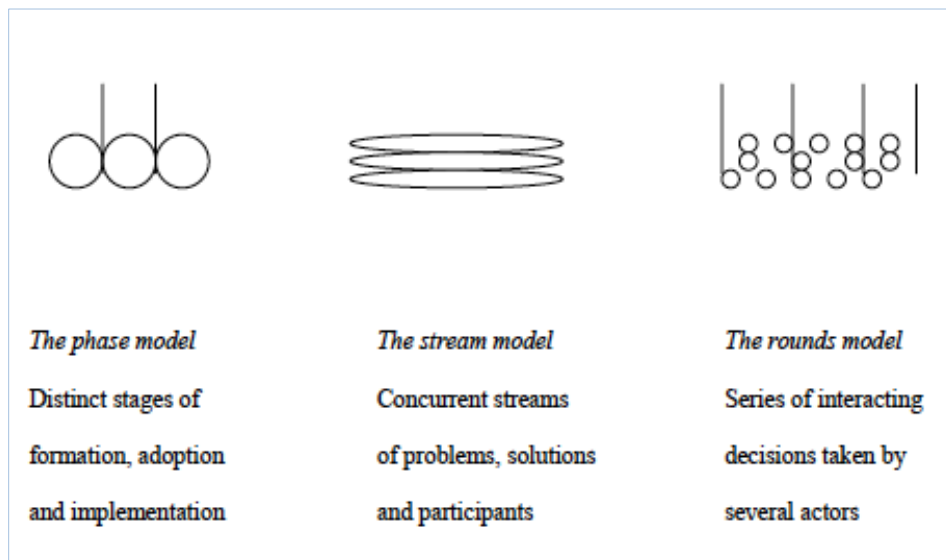 The phase model
Distinct stages of
formation, adoption
and implementation
The stream model
Concurrent streams
of problems, solutions
and participants
The rounds model
Series of interacting
decisions taken by
several actors